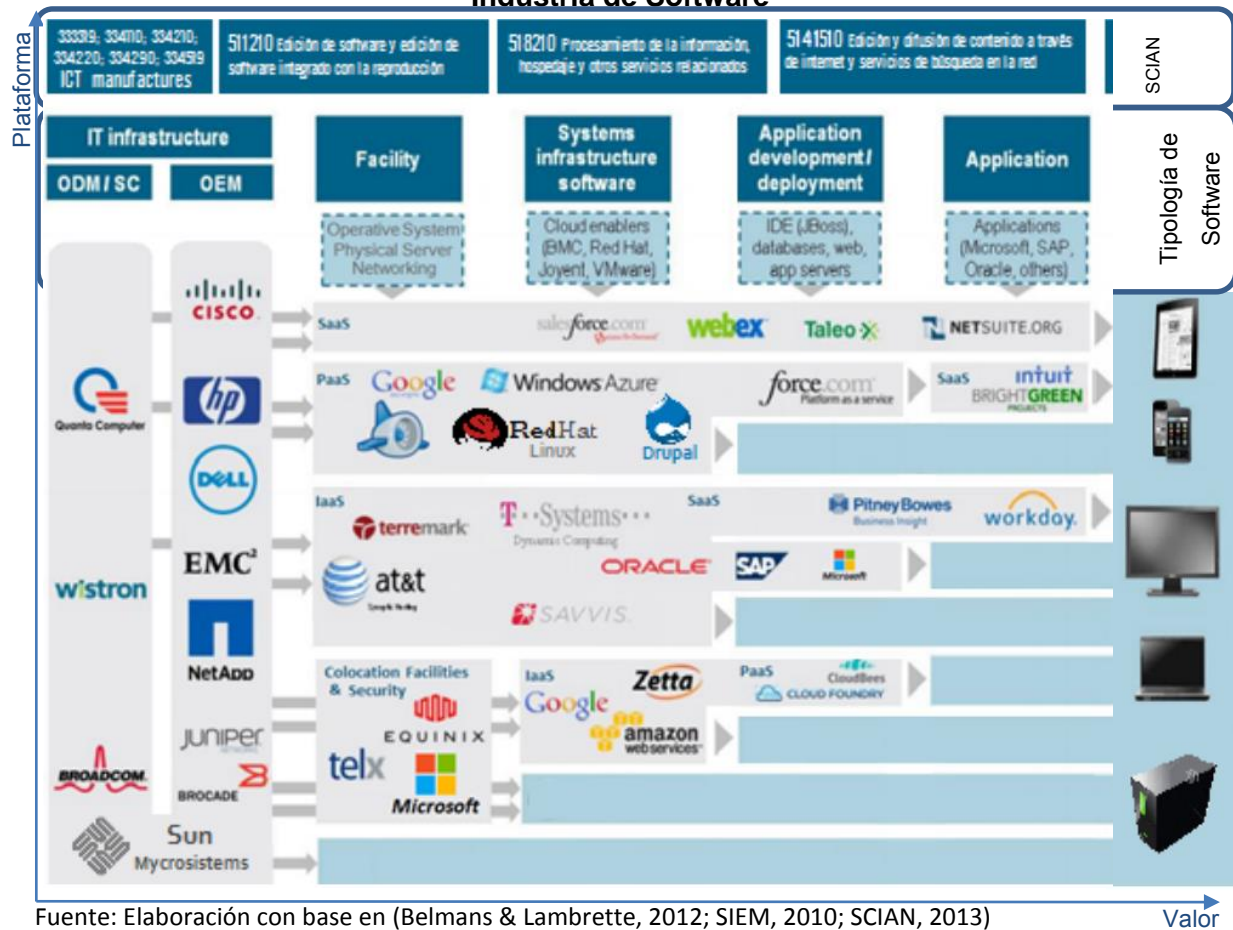 Industria de Software
Plataforma
333319; 334110; 334210;
334220; 334290; 334519
ICT manufactures
511210 Edición de software y edición de
software integrado con la reproducción
518210 Procesamiento de la información,
hospedaje y otros servicios relacionados
5141510 Edición y difusión de contenido a través
de internet y servicios de búsqueda en la red
SCIAN
IT infrastructure
ODM / SC
OEM
Facility
Systems
infrastructure
software
Application
development /
deployment
Application
Tipología de
Software
Operative System
Physical Server
Networking
Cloud enablers
(BMC, Red Hat,
Joyent, VMware)
IDE (JBoss),
databases, web,
app servers
Applications
(Microsoft, SAP,
Oracle, others)
CISCO
SaaS
salesforce.com
webex
Taleo
NETSUITE.ORG
Quanta Computer
hp
PaaS
Google
Windows Azure
force.com
Platform as a service
SaaS
intuit
BRIGHTGREEN
PROJECTS
RedHat
Linux
Drupal
DELL
IaaS
terremark
T··Systems···
Dynamic Computing
SaaS
PitneyBowes
Business Insight
workday.
EMC²
wistron
at&t
ORACLE
SAP
Microsoft
SAVVIS
NetApp
Colocation Facilities
& Security
EQUINIX
telx
Microsoft
IaaS
Google
Zetta
amazon
webservices
PaaS
CloudBees
CLOUD FOUNDRY
JUNIPER
BROADCOM
BROCADE
Sun
Mycrosistems
Fuente: Elaboración con base en (Belmans & Lambrette, 2012; SIEM, 2010; SCIAN, 2013)
Valor